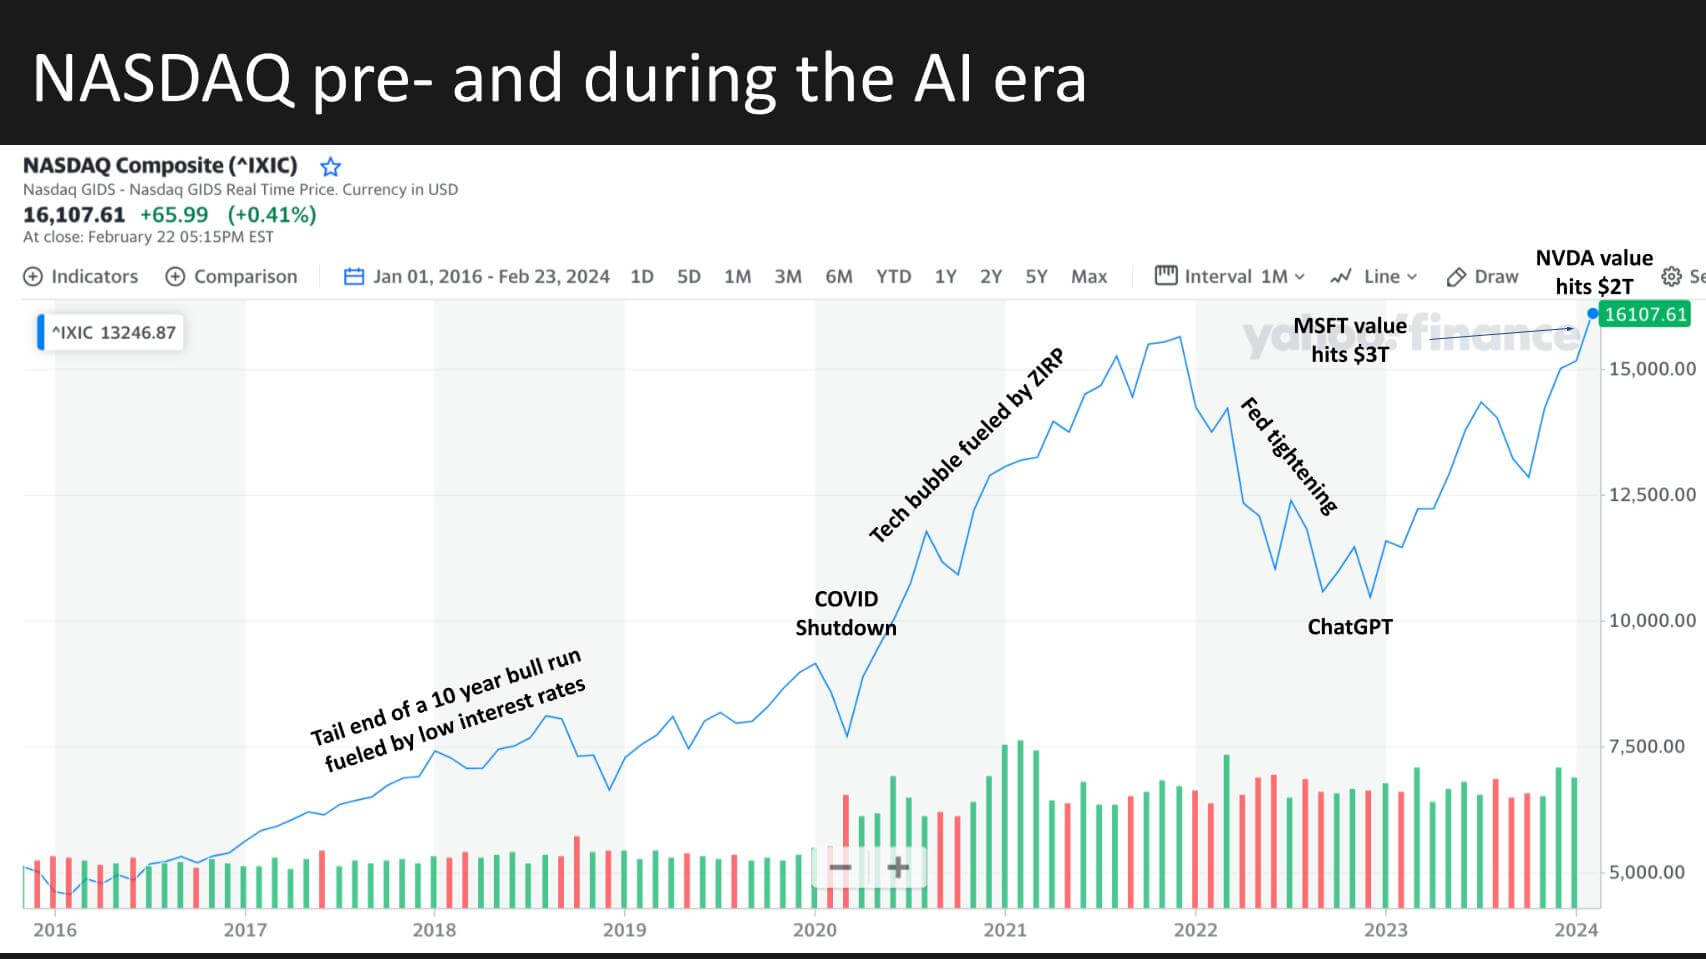 NASDAQ pre- and during the AI era
NASDAQ Composite (^IXIC)
Nasdaq GIDS - Nasdaq GIDS Real Time Price. Currency in USD
16,107.61 +65.99 (+0.41%)
At close: February 22 05:15PM EST
Indicators Comparison Jan 01, 2016 - Feb 23, 2024 1D 5D 1M 3M 6M YTD 1Y 2Y 5Y Max Interval 1M Line Draw Se
NVDA value
hits $2T
^IXIC 13246.87
16107.61
MSFT value
hits $3T
yahoo!finance
15,000.00
Tech bubble fueled by ZIRP
Fed tightening
12,500.00
COVID
Shutdown
10,000.00
ChatGPT
Tail end of a 10 year bull run
fueled by low interest rates
7,500.00
5,000.00
2016 2017 2018 2019 2020 2021 2022 2023 2024